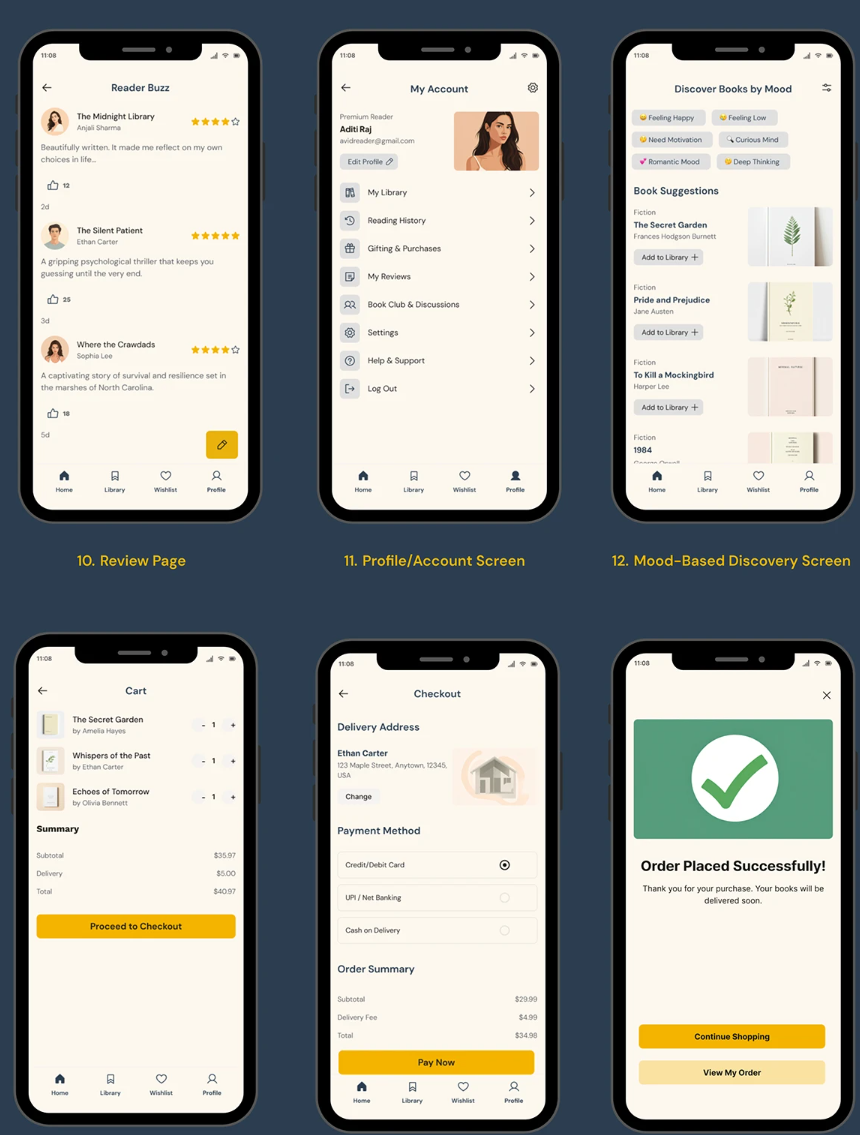 11:08
Reader Buzz
The Midnight Library
Anjali Sharma
Beautifully written. It made me reflect on my own
choices in life...
12
2d
The Silent Patient
Ethan Carter
A gripping psychological thriller that keeps you
guessing until the very end.
25
3d
Where the Crawdads
Sophia Lee
A captivating story of survival and resilience set in
the marshes of North Carolina.
18
5d
Home Library Wishlist Profile
10. Review Page
11:08
My Account
Premium Reader
Aditi Raj
avidreader@gmail.com
Edit Profile
My Library
Reading History
Gifting & Purchases
My Reviews
Book Club & Discussions
Settings
Help & Support
Log Out
Home Library Wishlist Profile
11. Profile/Account Screen
11:08
Discover Books by Mood
Feeling Happy Feeling Low
Need Motivation Curious Mind
Romantic Mood Deep Thinking
Book Suggestions
Fiction
The Secret Garden
Frances Hodgson Burnett
Add to Library +
Fiction
Pride and Prejudice
Jane Austen
Add to Library +
Fiction
To Kill a Mockingbird
Harper Lee
Add to Library +
Fiction
1984
George Orwell
Home Library Wishlist Profile
12. Mood-Based Discovery Screen
11:08
Cart
The Secret Garden
by Amelia Hayes
- 1 +
Whispers of the Past
by Ethan Carter
- 1 +
Echoes of Tomorrow
by Olivia Bennett
- 1 +
Summary
Subtotal $35.97
Delivery $5.00
Total $40.97
Proceed to Checkout
Home Library Wishlist Profile
11:08
Checkout
Delivery Address
Ethan Carter
123 Maple Street, Anytown, 12345,
USA
Change
Payment Method
Credit/Debit Card
UPI / Net Banking
Cash on Delivery
Order Summary
Subtotal $29.99
Delivery Fee $4.99
Total $34.98
Pay Now
Home Library Wishlist Profile
11:08
Order Placed Successfully!
Thank you for your purchase. Your books will be
delivered soon.
Continue Shopping
View My Order